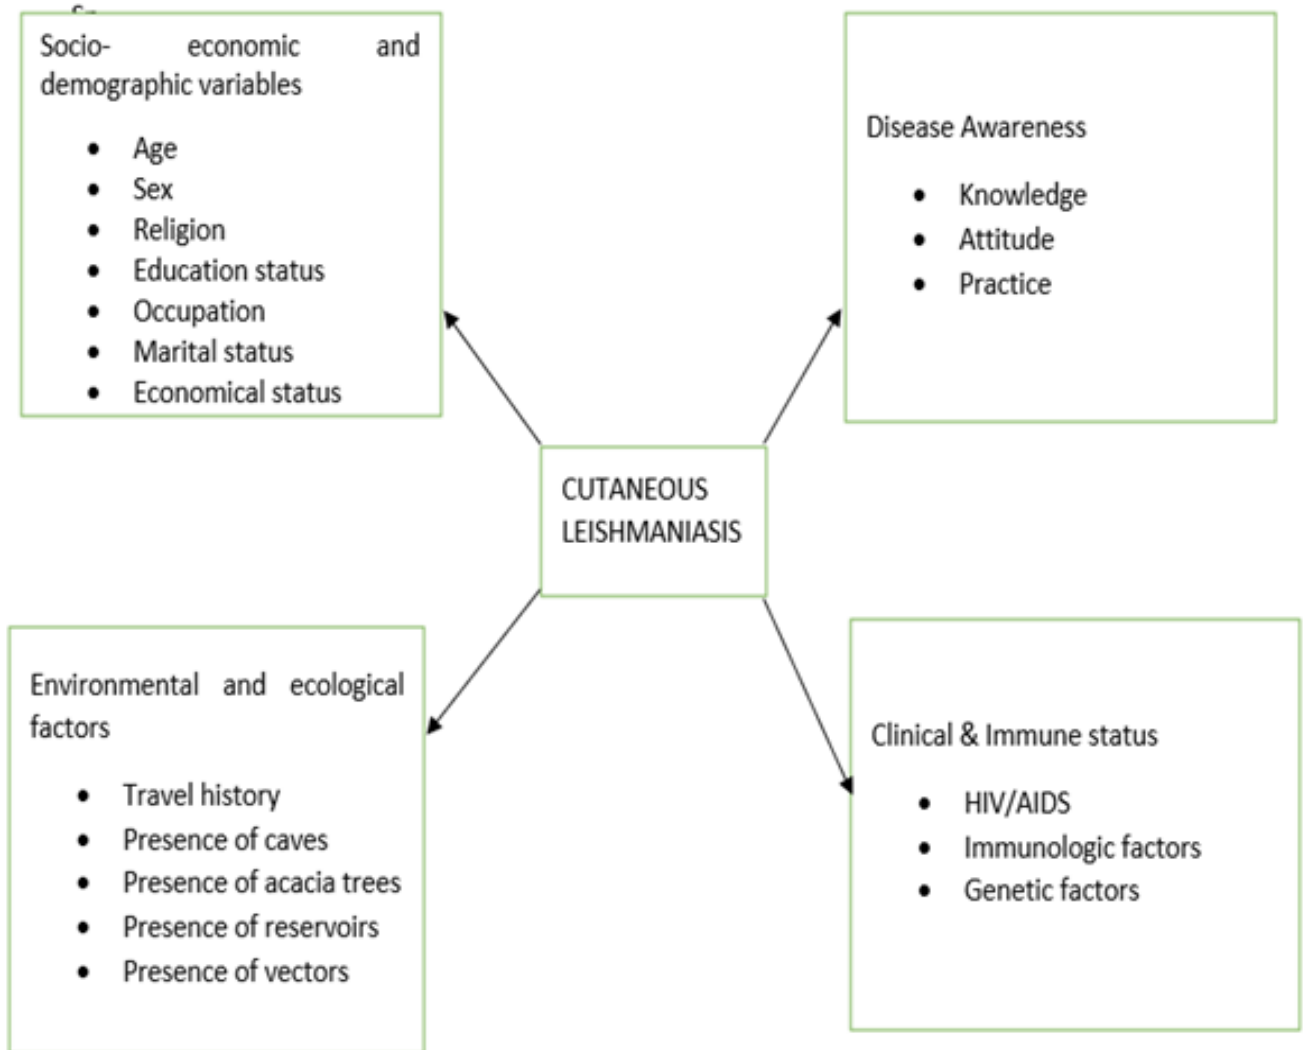 Socio- economic and
demographic variables
• Age
• Sex
• Religion
• Education status
• Occupation
• Marital status
• Economical status
Disease Awareness
• Knowledge
• Attitude
• Practice
CUTANEOUS
LEISHMANIASIS
Environmental and ecological
factors
• Travel history
• Presence of caves
• Presence of acacia trees
• Presence of reservoirs
• Presence of vectors
Clinical & Immune status
• HIV/AIDS
• Immunologic factors
• Genetic factors